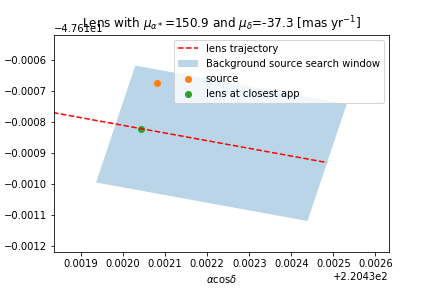 Lens with μα*=150.9 and μδ=-37.3 [mas yr⁻¹]
−4.761e1
lens trajectory
Background source search window
source
lens at closest app
−0.0006
−0.0007
−0.0008
−0.0009
−0.0010
−0.0011
−0.0012
0.0019 0.0020 0.0021 0.0022 0.0023 0.0024 0.0025 0.0026
+2.2043e2
αcosδ